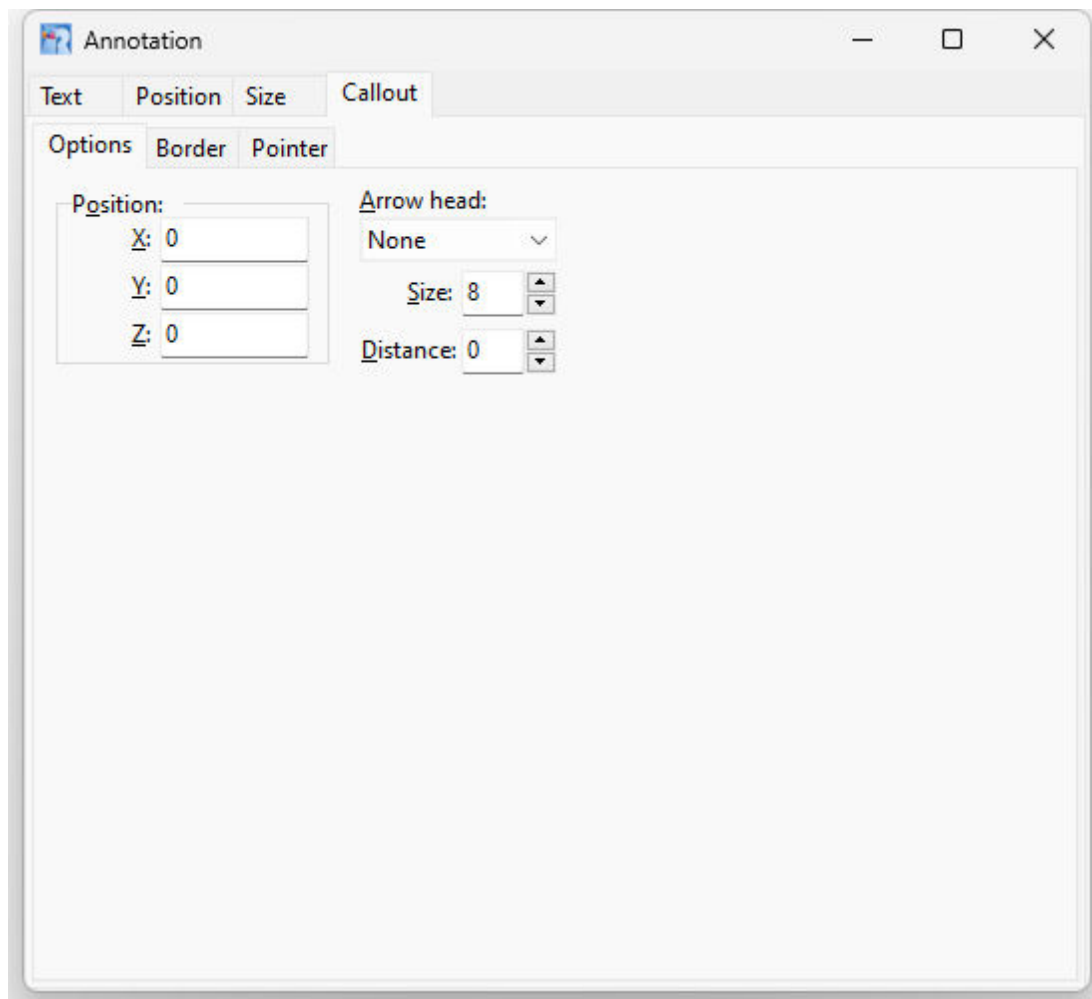 Annotation
Text Position Size Callout
Options Border Pointer
Position:
X: 0
Y: 0
Z: 0
Arrow head:
None
Size: 8
Distance: 0